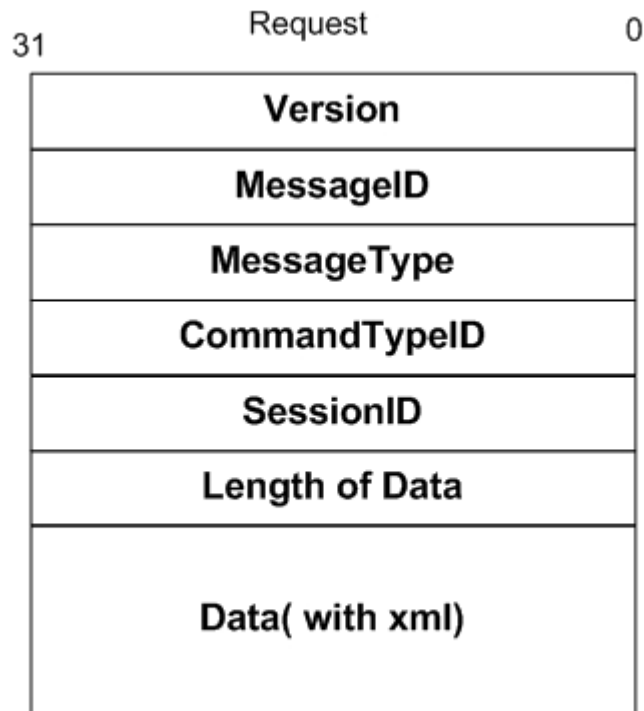 Request
31 0
Version
MessageID
MessageType
CommandTypeID
SessionID
Length of Data
Data( with xml)